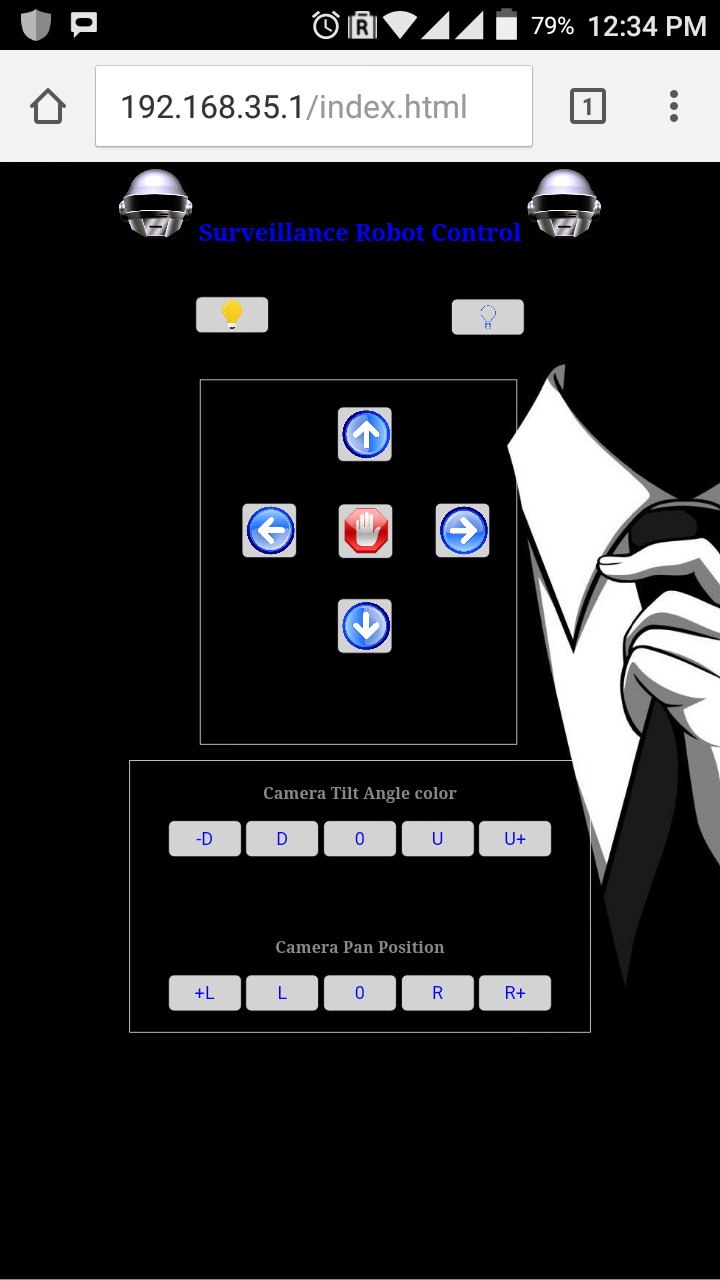 R 79% 12:34 PM
192.168.35.1/index.html 1
Surveillance Robot Control
Camera Tilt Angle color
-D D 0 U U+
Camera Pan Position
+L L 0 R R+